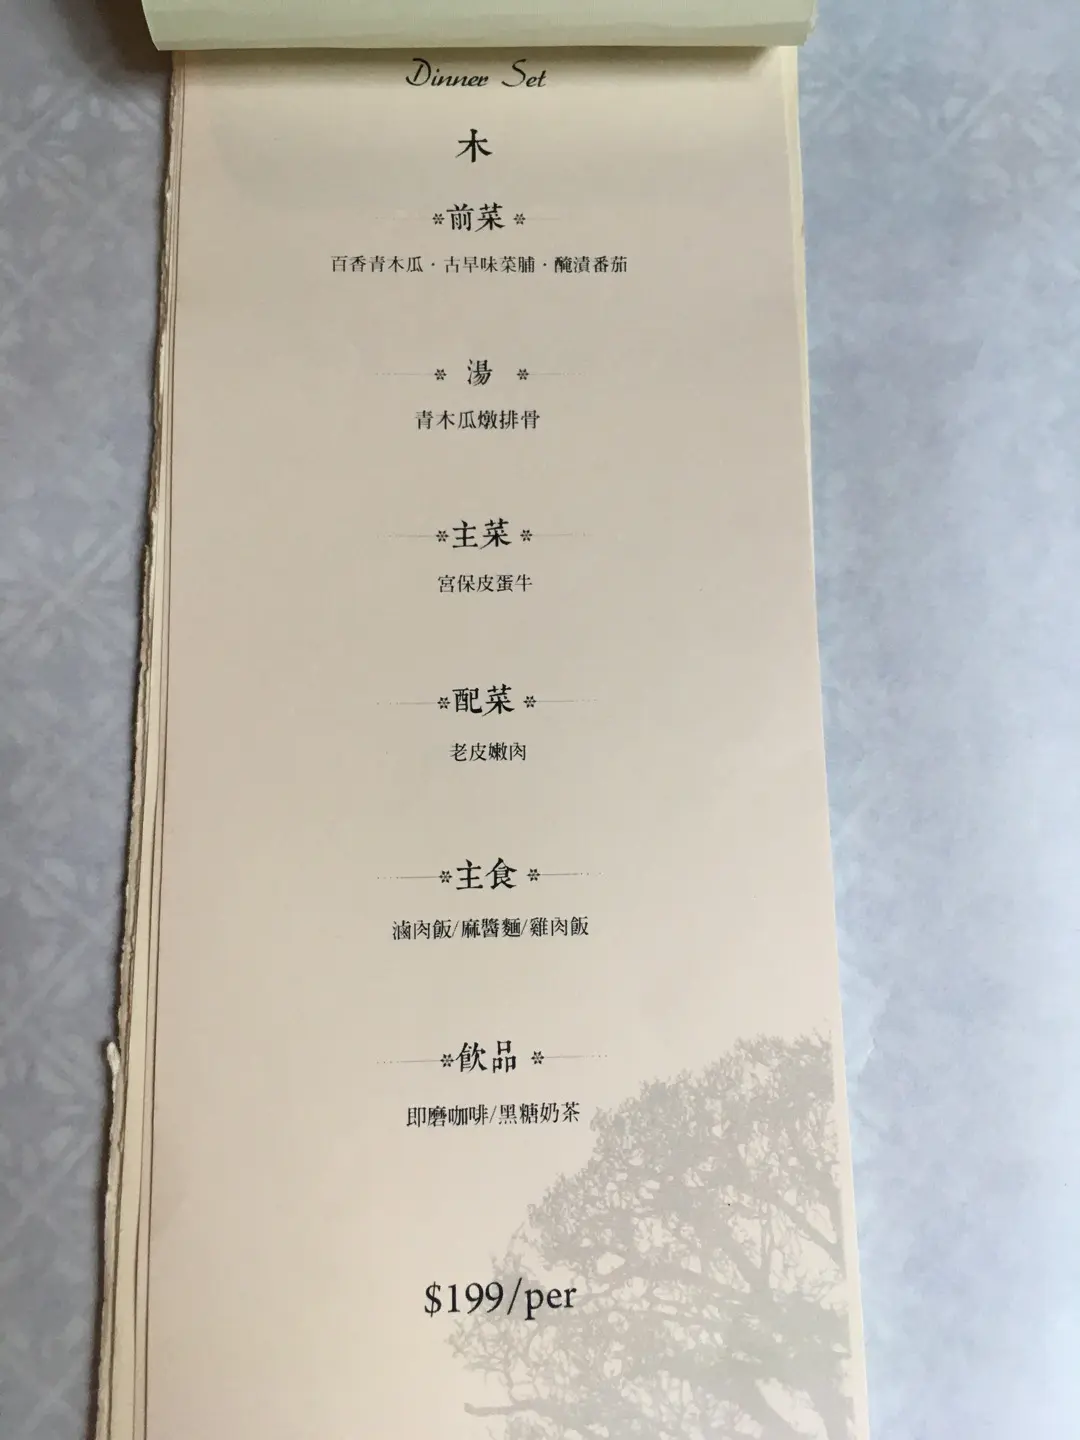 Dinner Set
木
*前菜*
百香青木瓜·古早味菜脯·醃漬番茄
* 湯 *
青木瓜燉排骨
*主菜*
宮保皮蛋牛
*配菜*
老皮嫩肉
*主食*
滷肉飯/麻醬麵/雞肉飯
*飲品*
即磨咖啡/黑糖奶茶
$199/per